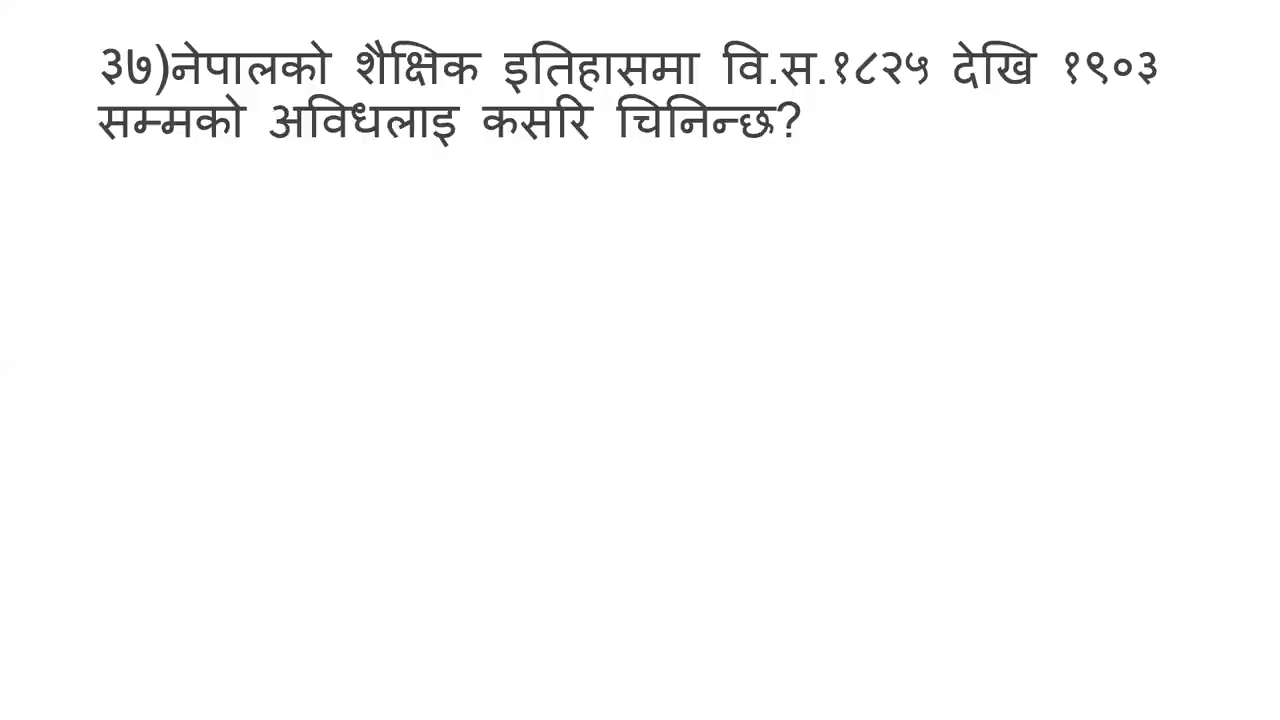 ३७)नेपालको शैक्षिक इतिहासमा वि.स.१८२५ देखि १९०३
सम्मको अविधलाइ कसरि चिनिन्छ?